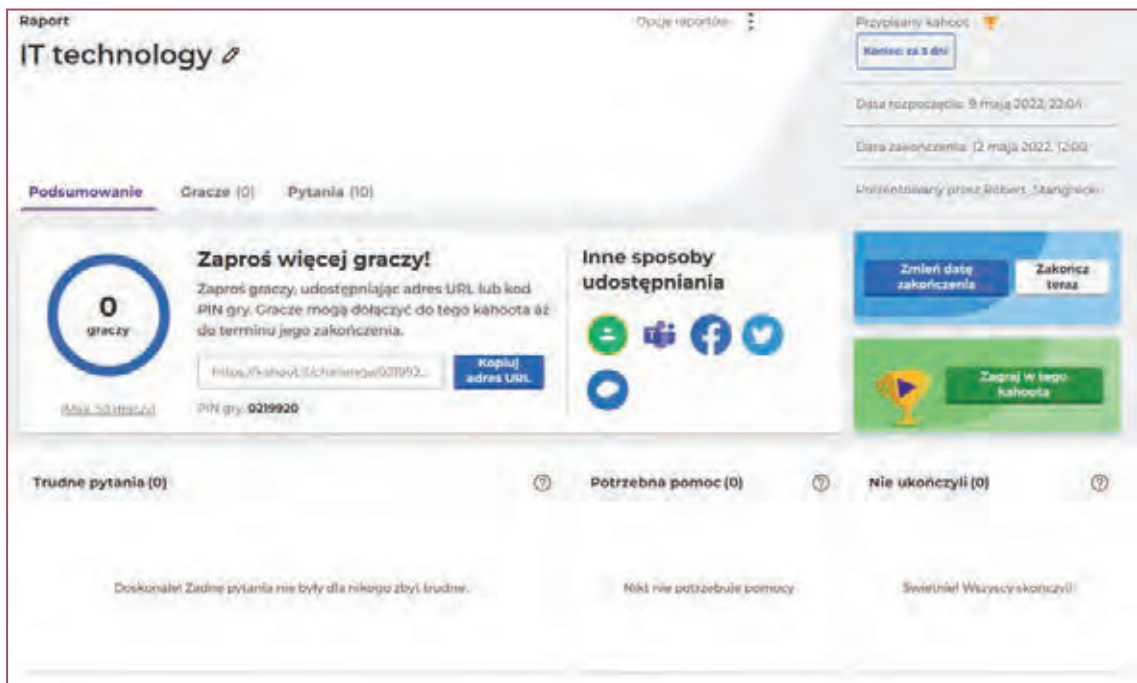 Raport
IT technology
Opcje raportów
Przypisany kahoot
Koniec: za 3 dni
Data rozpoczęcia: 9 maja 2022, 22:04
Data zakończenia: 12 maja 2022, 12:00
Prezentowany przez Robert_
Podsumowanie Gracze (0) Pytania (10)
0
graczy
(Max. 50 graczy)
Zaproś więcej graczy!
Zaproś graczy, udostępniając adres URL lub kod
PIN gry. Gracze mogą dołączyć do tego kahoota aż
do terminu jego zakończenia.
Kopiuj
adres URL
PIN gry: 0219920
Inne sposoby
udostępniania
Zmień datę
zakończenia
Zakończ
teraz
Zagraj w tego
kahoota
Trudne pytania (0)
Doskonale! Żadne pytania nie były dla nikogo zbyt trudne.
Potrzebna pomoc (0)
Nikt nie potrzebuje pomocy
Nie ukończyli (0)
Świetnie! Wszyscy skończyli!